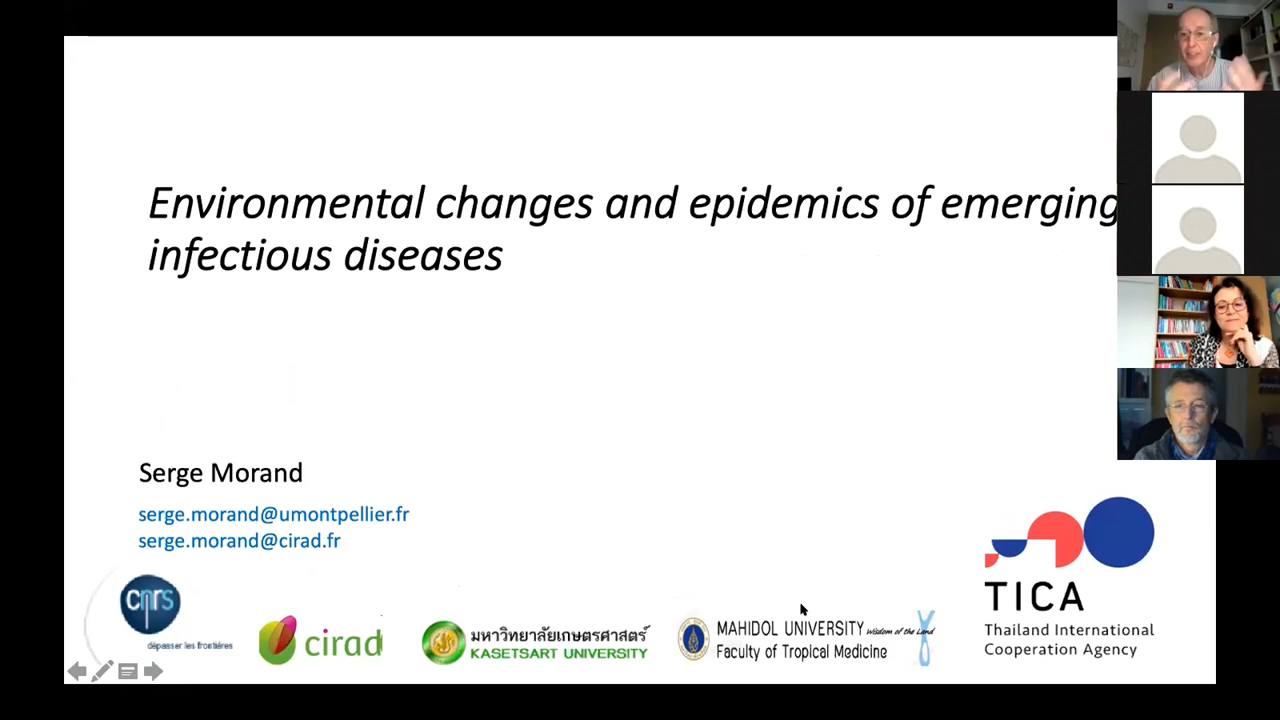 Environmental changes and epidemics of emerging
infectious diseases
Serge Morand
serge.morand@umontpellier.fr
serge.morand@cirad.fr
cnrs
dépasser les frontières
cirad
มหาวิทยาลัยเกษตรศาสตร์
KASETSART UNIVERSITY
MAHIDOL UNIVERSITY Wisdom of the Land
Faculty of Tropical Medicine
TICA
Thailand International
Cooperation Agency